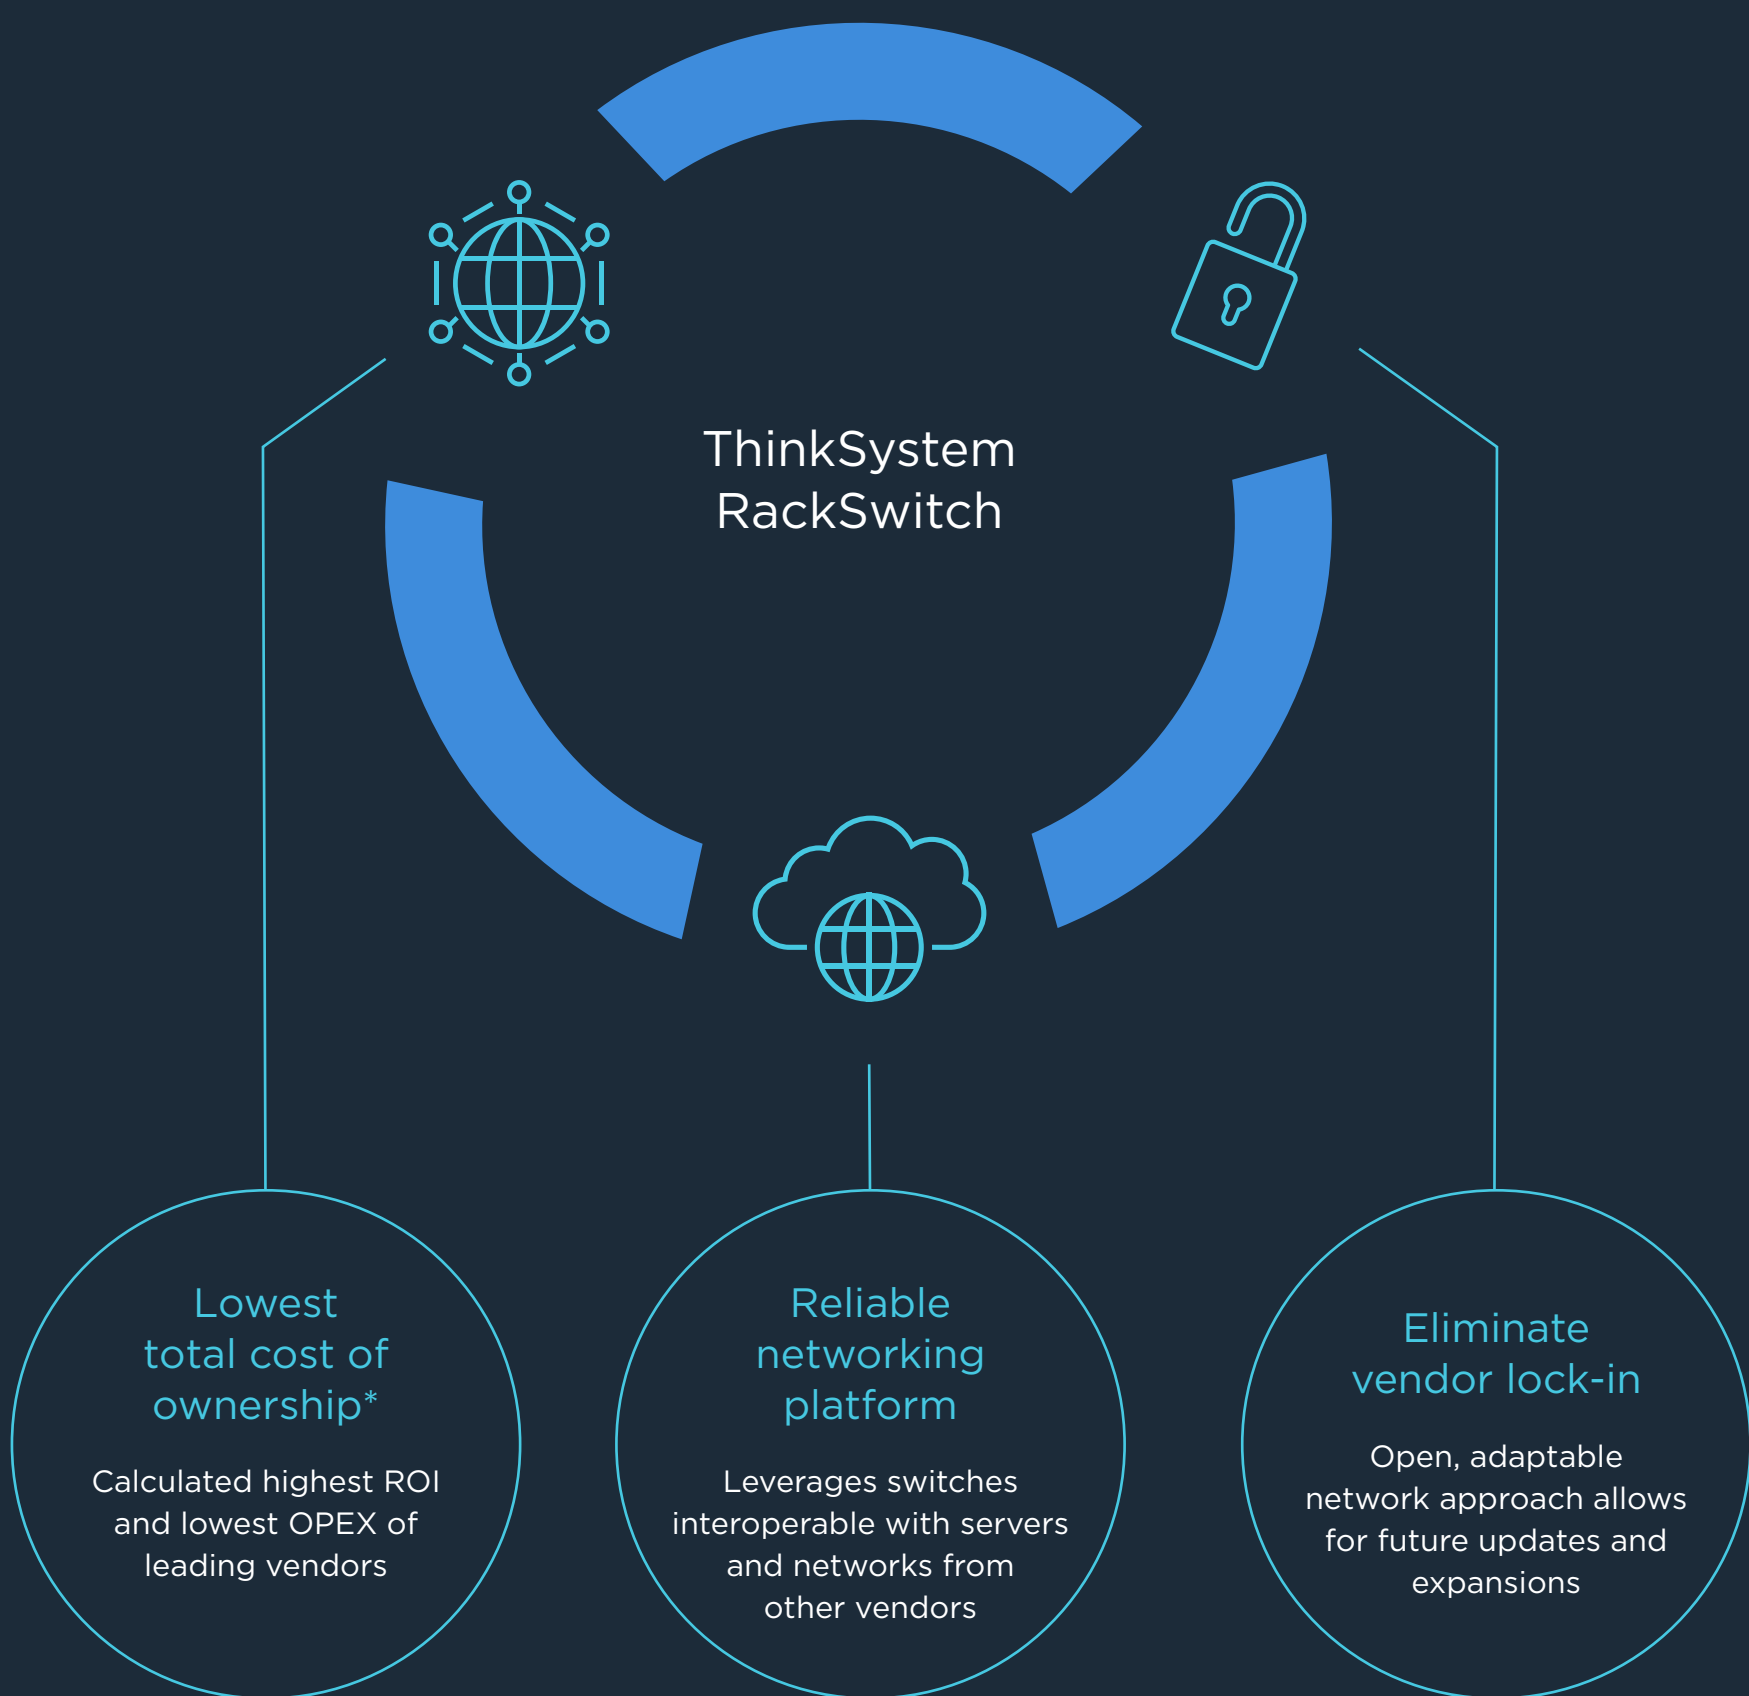 ThinkSystem
RackSwitch
Lowest
total cost of
ownership*
Calculated highest ROI
and lowest OPEX of
leading vendors
Reliable
networking
platform
Leverages switches
interoperable with servers
and networks from
other vendors
Eliminate
vendor lock-in
Open, adaptable
network approach allows
for future updates and
expansions